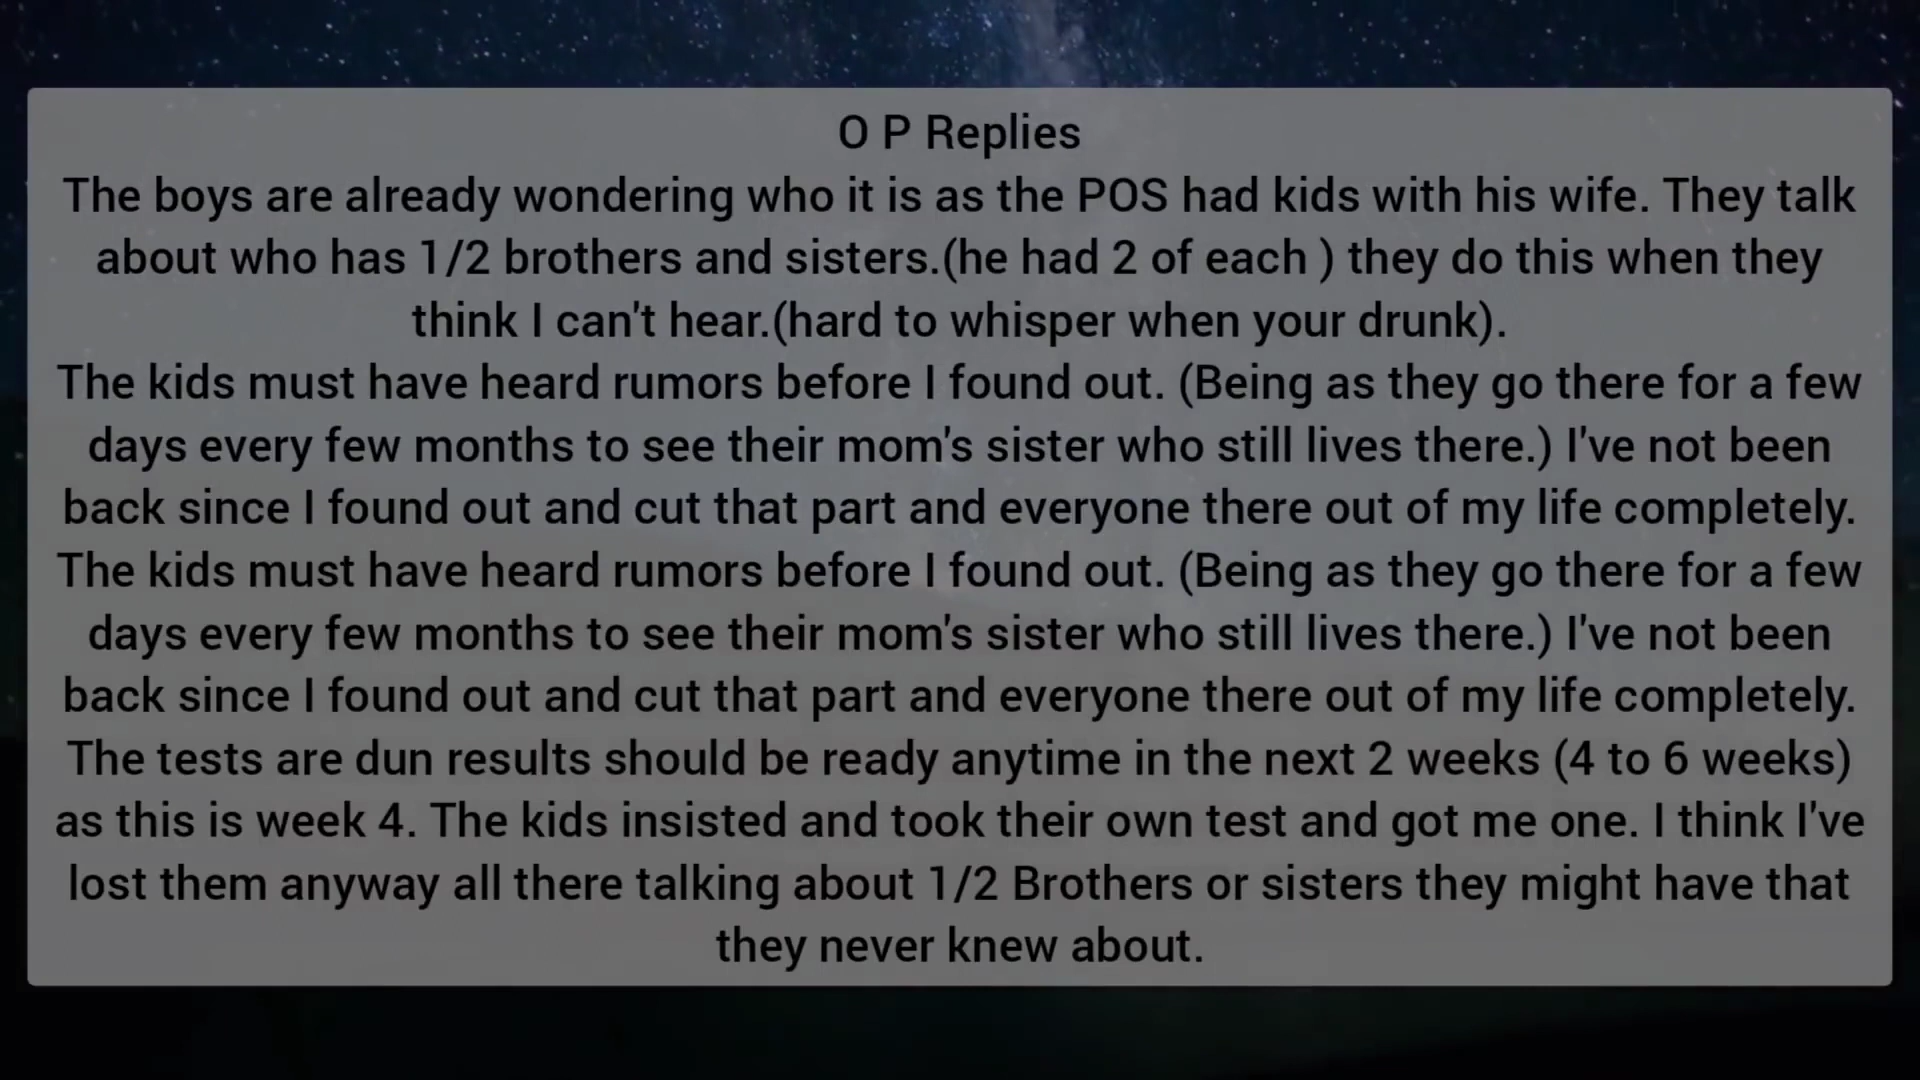 O P Replies
The boys are already wondering who it is as the POS had kids with his wife. They talk
about who has 1/2 brothers and sisters.(he had 2 of each ) they do this when they
think I can't hear.(hard to whisper when your drunk).
The kids must have heard rumors before I found out. (Being as they go there for a few
days every few months to see their mom's sister who still lives there.) I've not been
back since I found out and cut that part and everyone there out of my life completely.
The kids must have heard rumors before I found out. (Being as they go there for a few
days every few months to see their mom's sister who still lives there.) I've not been
back since I found out and cut that part and everyone there out of my life completely.
The tests are dun results should be ready anytime in the next 2 weeks (4 to 6 weeks)
as this is week 4. The kids insisted and took their own test and got me one. I think I've
lost them anyway all there talking about 1/2 Brothers or sisters they might have that
they never knew about.